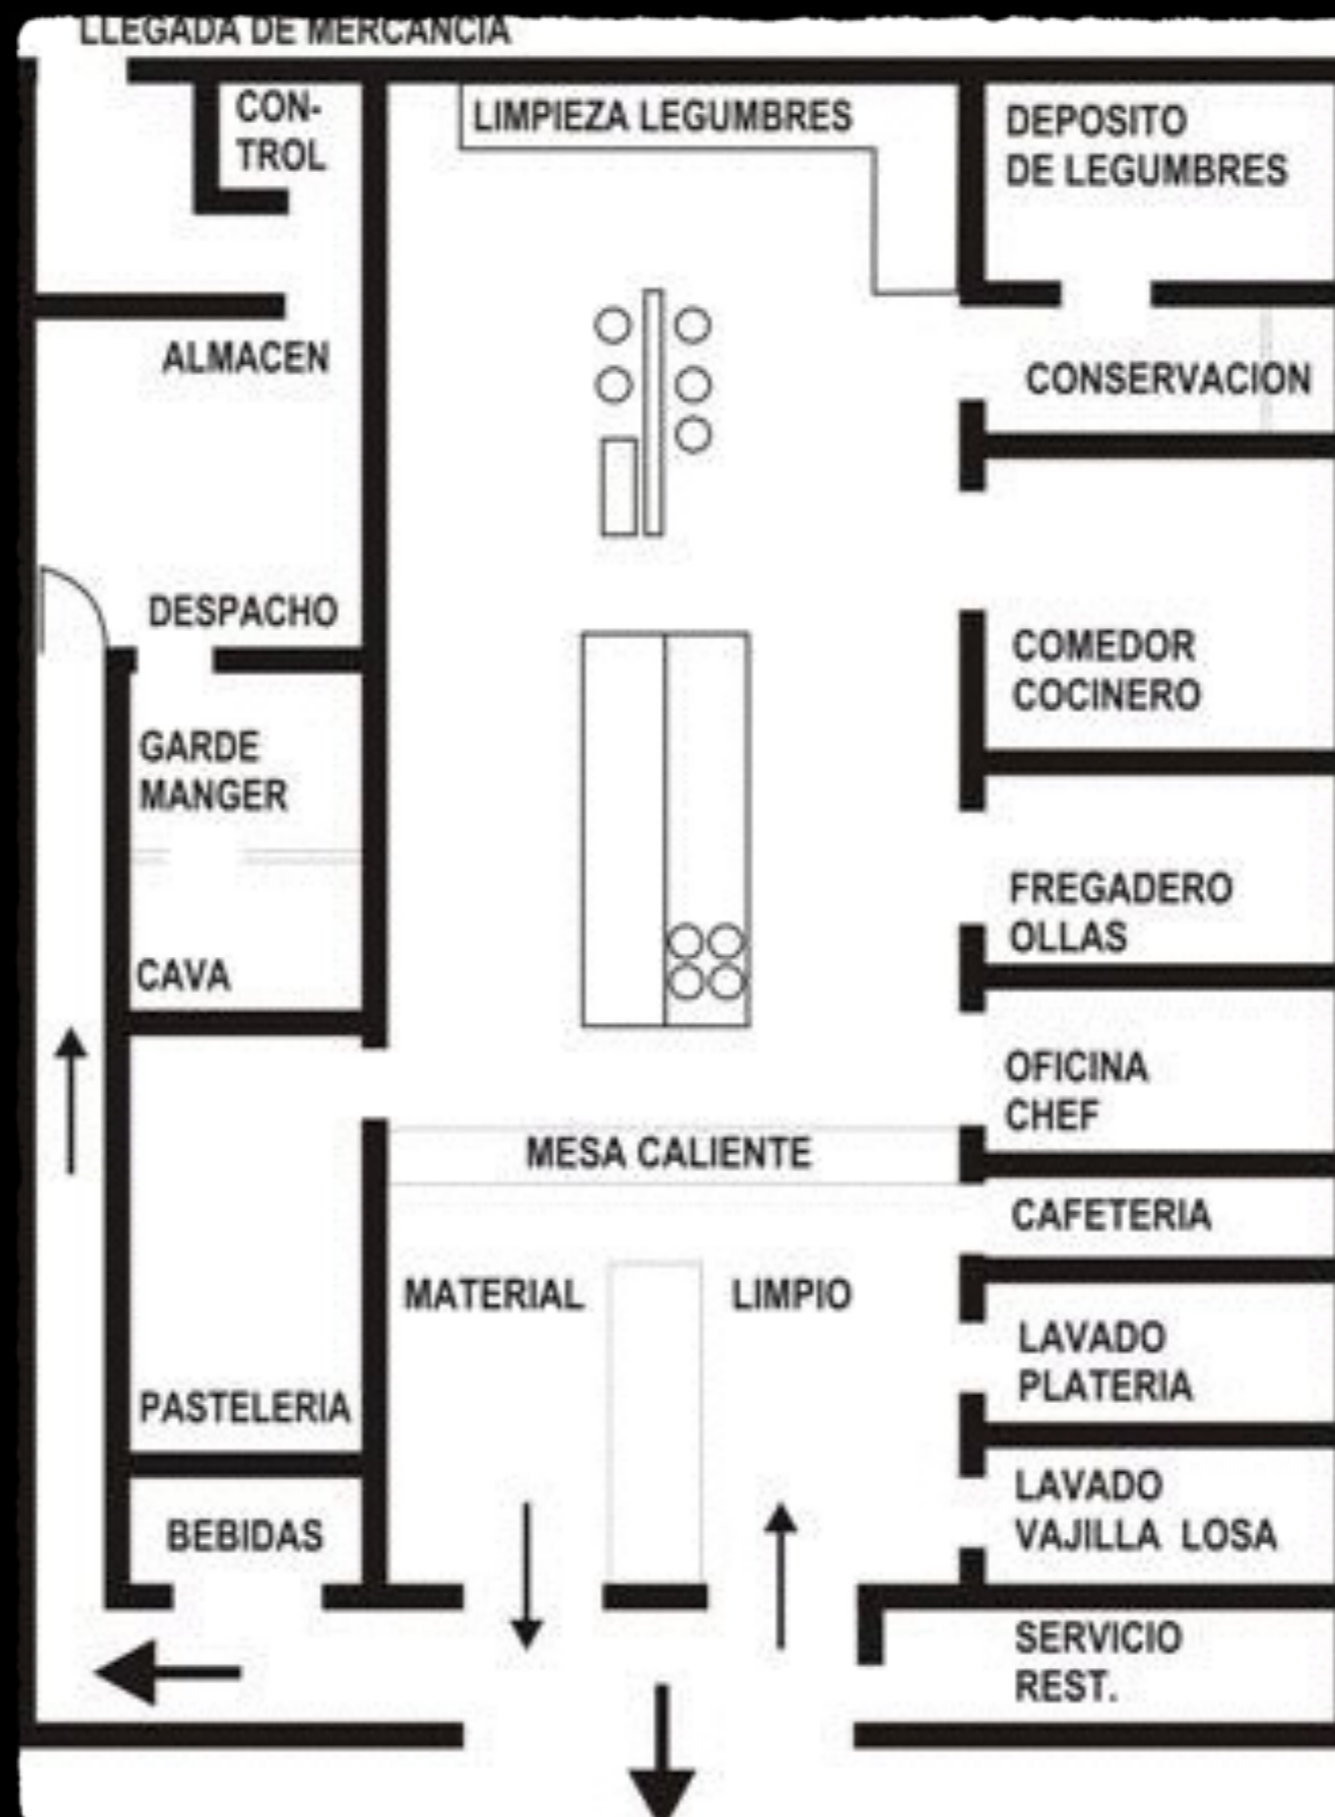 LLEGADA DE MERCANCIA
CON-
TROL
LIMPIEZA LEGUMBRES
DEPOSITO
DE LEGUMBRES
ALMACEN
CONSERVACION
DESPACHO
COMEDOR
COCINERO
GARDE
MANGER
FREGADERO
OLLAS
CAVA
OFICINA
CHEF
MESA CALIENTE
CAFETERIA
MATERIAL LIMPIO
LAVADO
PLATERIA
PASTELERIA
LAVADO
VAJILLA LOSA
BEBIDAS
SERVICIO
REST.